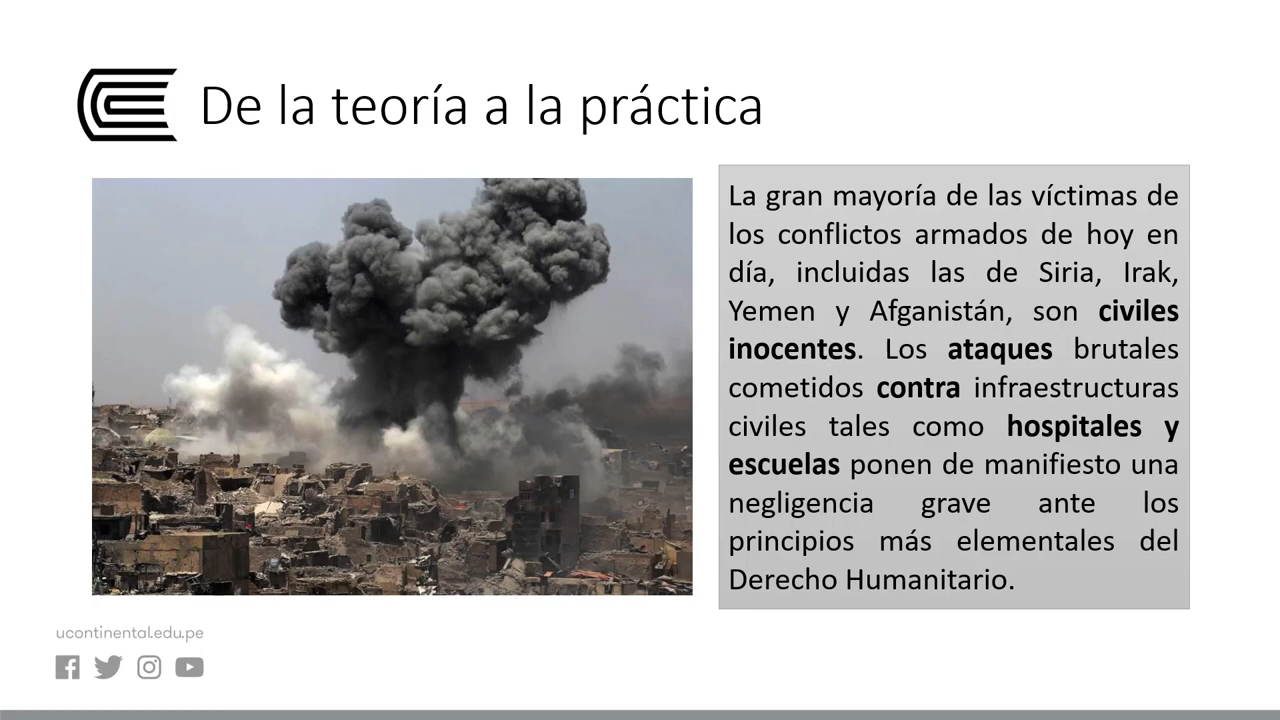 De la teoría a la práctica
La gran mayoría de las víctimas de
los conflictos armados de hoy en
día, incluidas las de Siria, Irak,
Yemen y Afganistán, son civiles
inocentes. Los ataques brutales
cometidos contra infraestructuras
civiles tales como hospitales y
escuelas ponen de manifiesto una
negligencia grave ante los
principios más elementales del
Derecho Humanitario.
ucontinental.edu.pe